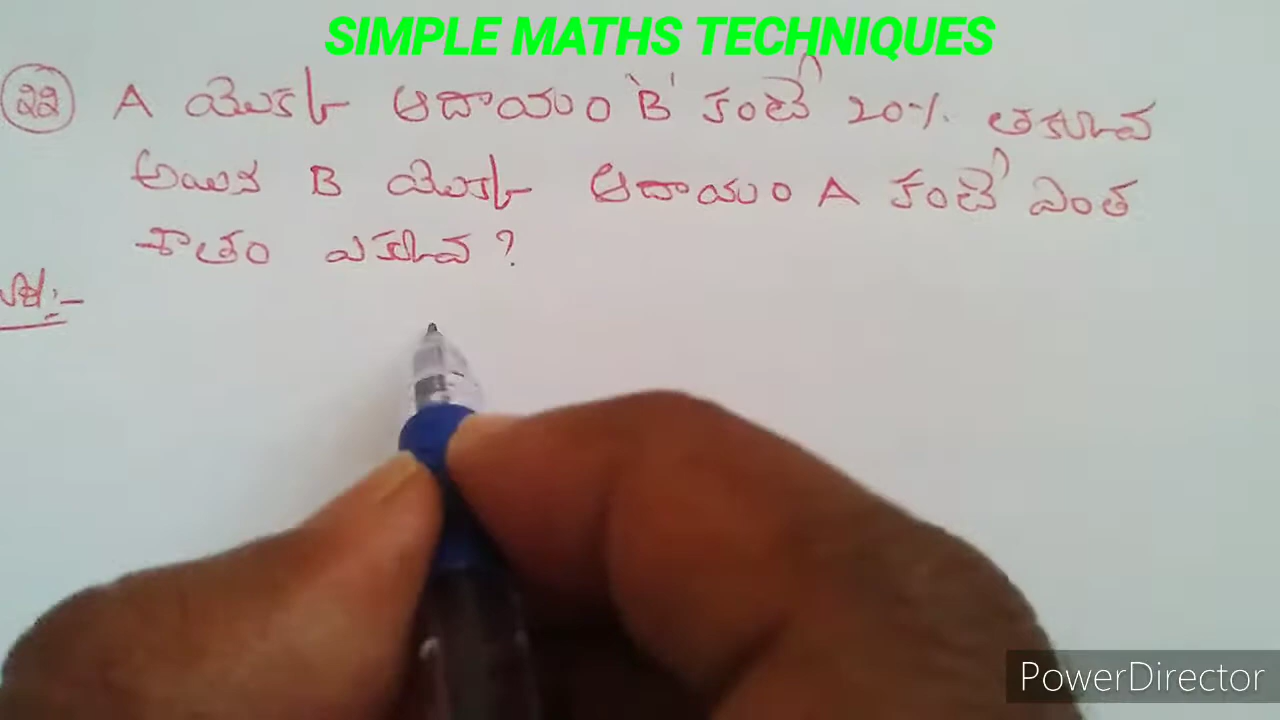 SIMPLE MATHS TECHNIQUES
22 A యొక్క ఆదాయం 'B' కంటే 20% తక్కువ
అయిన B యొక్క ఆదాయం A కంటే ఎంత
శాతం ఎక్కువ ?
PowerDirector